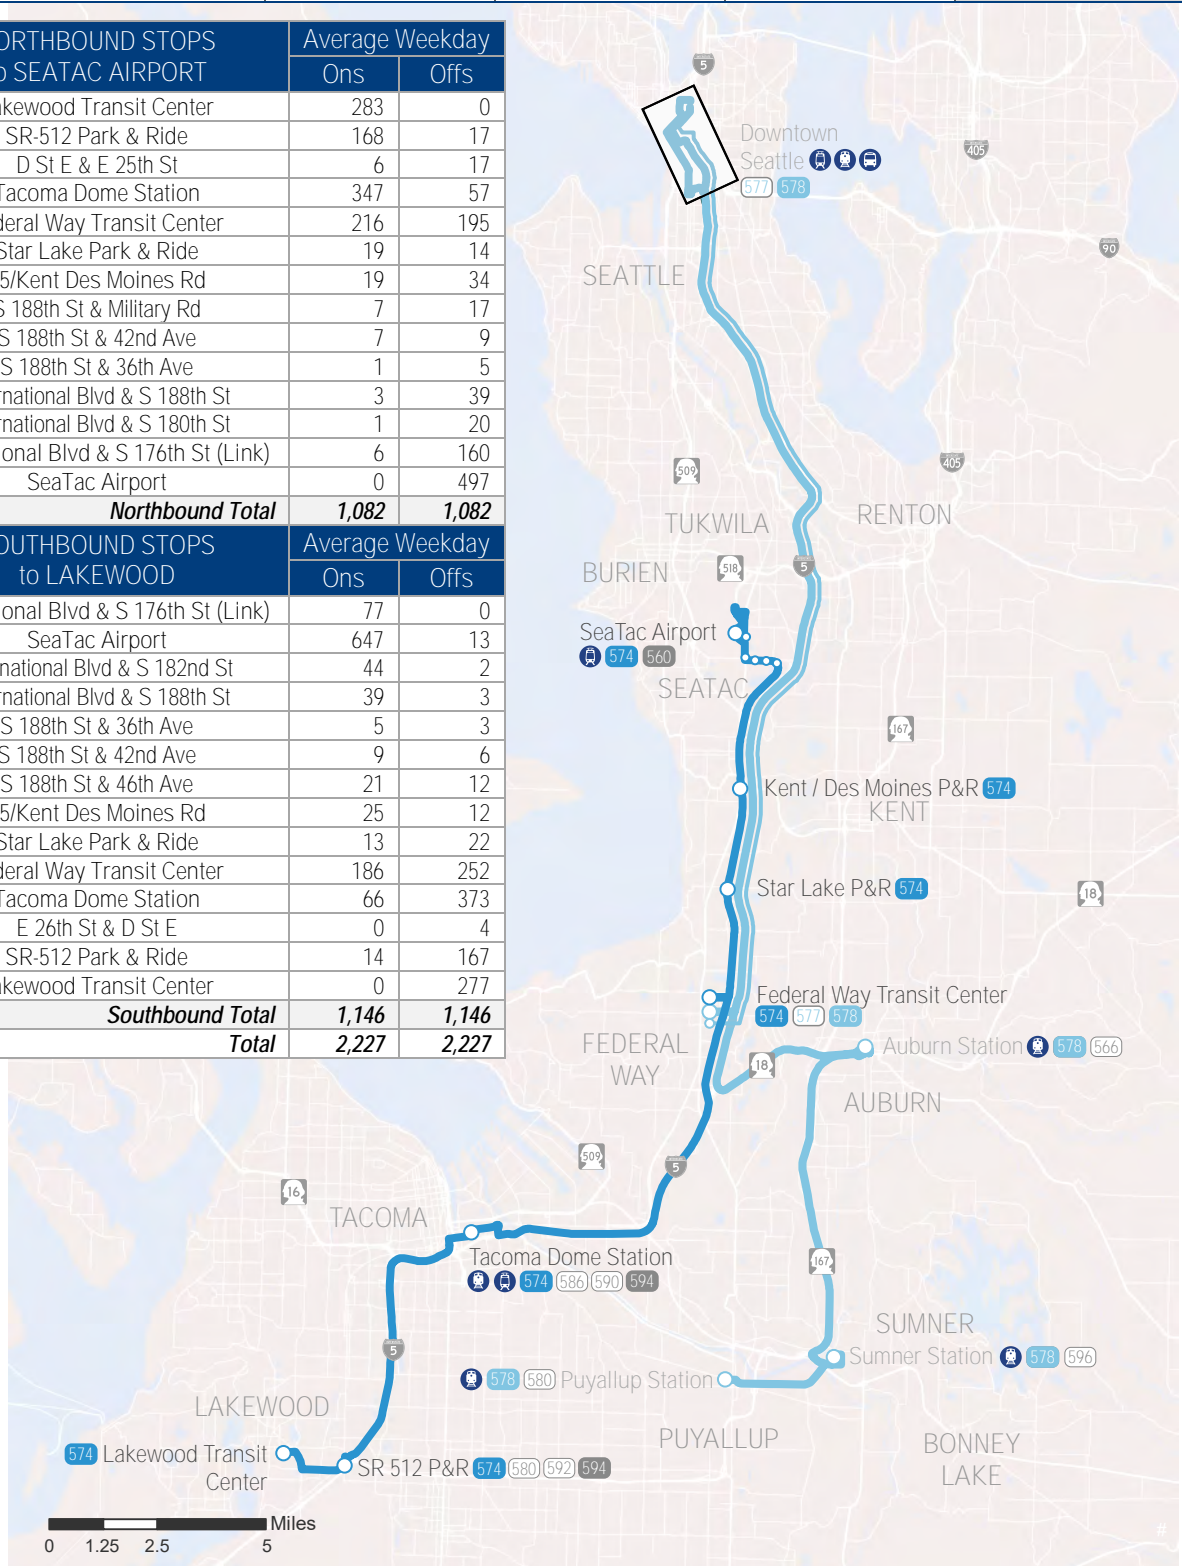 ORTHBOUND STOPS
SEATAC AIRPORT
Average Weekday
Ons Offs
kewood Transit Center 283 0
SR-512 Park & Ride 168 17
D St E & E 25th St 6 17
Tacoma Dome Station 347 57
deral Way Transit Center 216 195
Star Lake Park & Ride 19 14
5/Kent Des Moines Rd 19 34
S 188th St & Military Rd 7 17
S 188th St & 42nd Ave 7 9
S 188th St & 36th Ave 1 5
rnational Blvd & S 188th St 3 39
rnational Blvd & S 180th St 1 20
onal Blvd & S 176th St (Link) 6 160
SeaTac Airport 0 497
Northbound Total 1,082 1,082
OUTHBOUND STOPS
to LAKEWOOD
Average Weekday
Ons Offs
onal Blvd & S 176th St (Link) 77 0
SeaTac Airport 647 13
rnational Blvd & S 182nd St 44 2
rnational Blvd & S 188th St 39 3
S 188th St & 36th Ave 5 3
S 188th St & 42nd Ave 9 6
S 188th St & 46th Ave 21 12
5/Kent Des Moines Rd 25 12
Star Lake Park & Ride 13 22
deral Way Transit Center 186 252
Tacoma Dome Station 66 373
E 26th St & D St E 0 4
SR-512 Park & Ride 14 167
kewood Transit Center 0 277
Southbound Total 1,146 1,146
Total 2,227 2,227
5
Downtown
Seattle
577 578
405
90
SEATTLE
509
405
TUKWILA
RENTON
BURIEN
518
5
SeaTac Airport
574 560
SEATAC
167
Kent / Des Moines P&R 574
KENT
Star Lake P&R 574
18
Federal Way Transit Center
574 577 578
FEDERAL
WAY
Auburn Station 578 566
18
AUBURN
509
5
16
TACOMA
Tacoma Dome Station
574 586 590 594
167
SUMNER
Sumner Station 578 596
5
578 580 Puyallup Station
LAKEWOOD
PUYALLUP
BONNEY
LAKE
574 Lakewood Transit
Center
SR 512 P&R 574 580 592 594
Miles
0 1.25 2.5 5
#